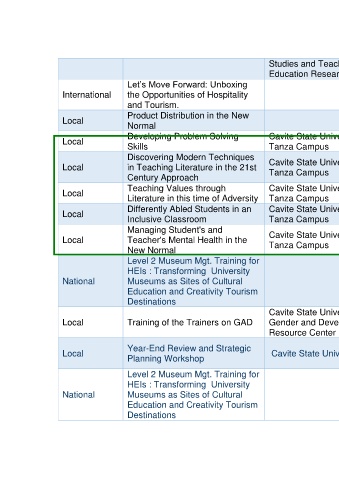 Studies and Teac
Education Resear
International
Let's Move Forward: Unboxing
the Opportunities of Hospitality
and Tourism.
Local
Product Distribution in the New
Normal
Local
Developing Problem Solving
Skills
Cavite State Unive
Tanza Campus
Local
Discovering Modern Techniques
in Teaching Literature in the 21st
Century Approach
Cavite State Unive
Tanza Campus
Local
Teaching Values through
Literature in this time of Adversity
Cavite State Unive
Tanza Campus
Local
Differently Abled Students in an
Inclusive Classroom
Cavite State Unive
Tanza Campus
Local
Managing Student's and
Teacher's Mental Health in the
New Normal
Cavite State Unive
Tanza Campus
National
Level 2 Museum Mgt. Training for
HEIs : Transforming University
Museums as Sites of Cultural
Education and Creativity Tourism
Destinations
Local
Training of the Trainers on GAD
Cavite State Unive
Gender and Deve
Resource Center
Local
Year-End Review and Strategic
Planning Workshop
Cavite State Univ
National
Level 2 Museum Mgt. Training for
HEIs : Transforming University
Museums as Sites of Cultural
Education and Creativity Tourism
Destinations